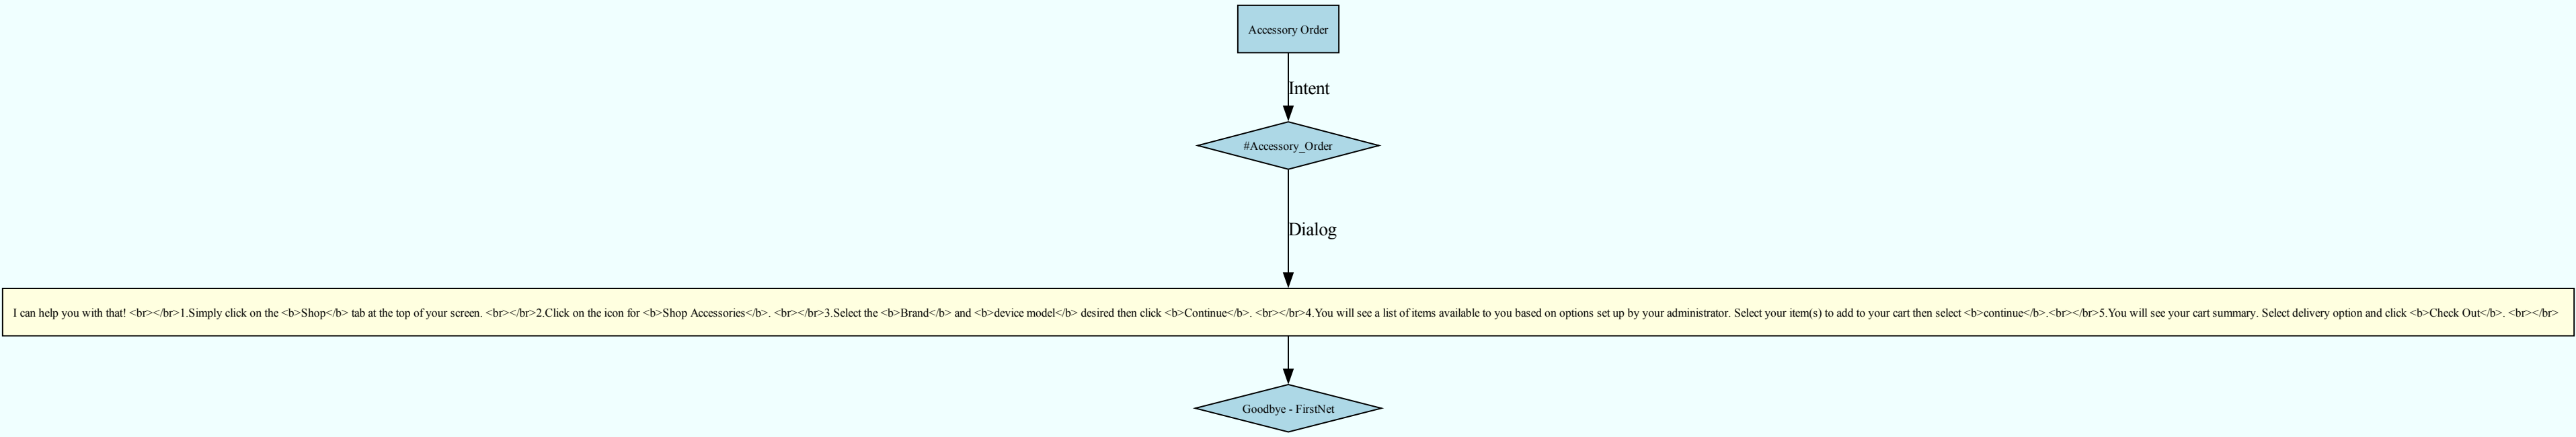 Accessory Order
Intent
#Accessory_Order
Dialog
I can help you with that! <br></br>1.Simply click on the <b>Shop</b> tab at the top of your screen. <br></br>2.Click on the icon for <b>Shop Accessories</b>. <br></br>3.Select the <b>Brand</b> and <b>device model</b> desired then click <b>Continue</b>. <br></br>4.You will see a list of items available to you based on options set up by your administrator. Select your item(s) to add to your cart then select <b>continue</b>.<br></br>5.You will see your cart summary. Select delivery option and click <b>Check Out</b>. <br></br>
Goodbye - FirstNet